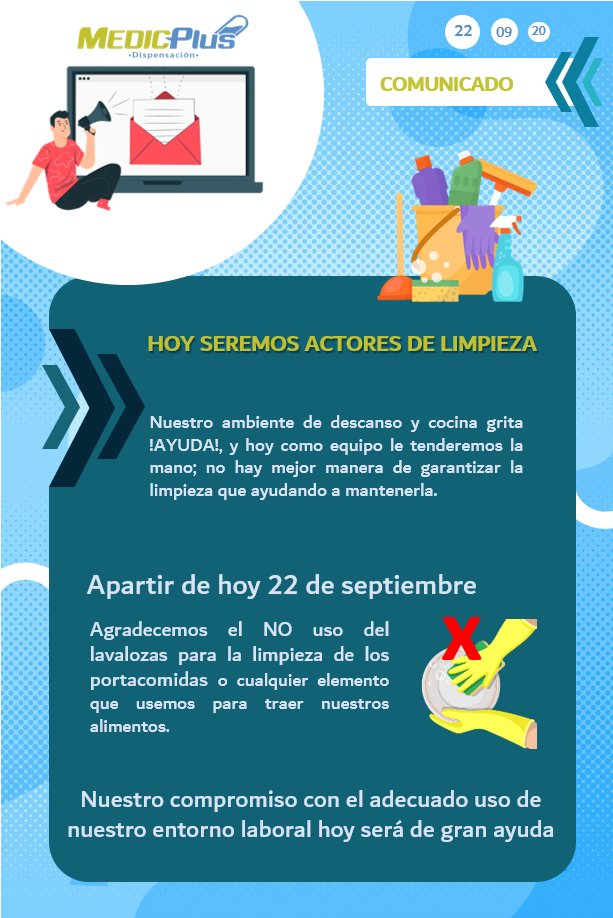 MEDICPLUS
•Dispensación•
22 09 20
COMUNICADO
HOY SEREMOS ACTORES DE LIMPIEZA
Nuestro ambiente de descanso y cocina grita
!AYUDA!, y hoy como equipo le tenderemos la
mano; no hay mejor manera de garantizar la
limpieza que ayudando a mantenerla.
Apartir de hoy 22 de septiembre
Agradecemos el NO uso del
lavalozas para la limpieza de los
portacomidas o cualquier elemento
que usemos para traer nuestros
alimentos.
X
Nuestro compromiso con el adecuado uso de
nuestro entorno laboral hoy será de gran ayuda